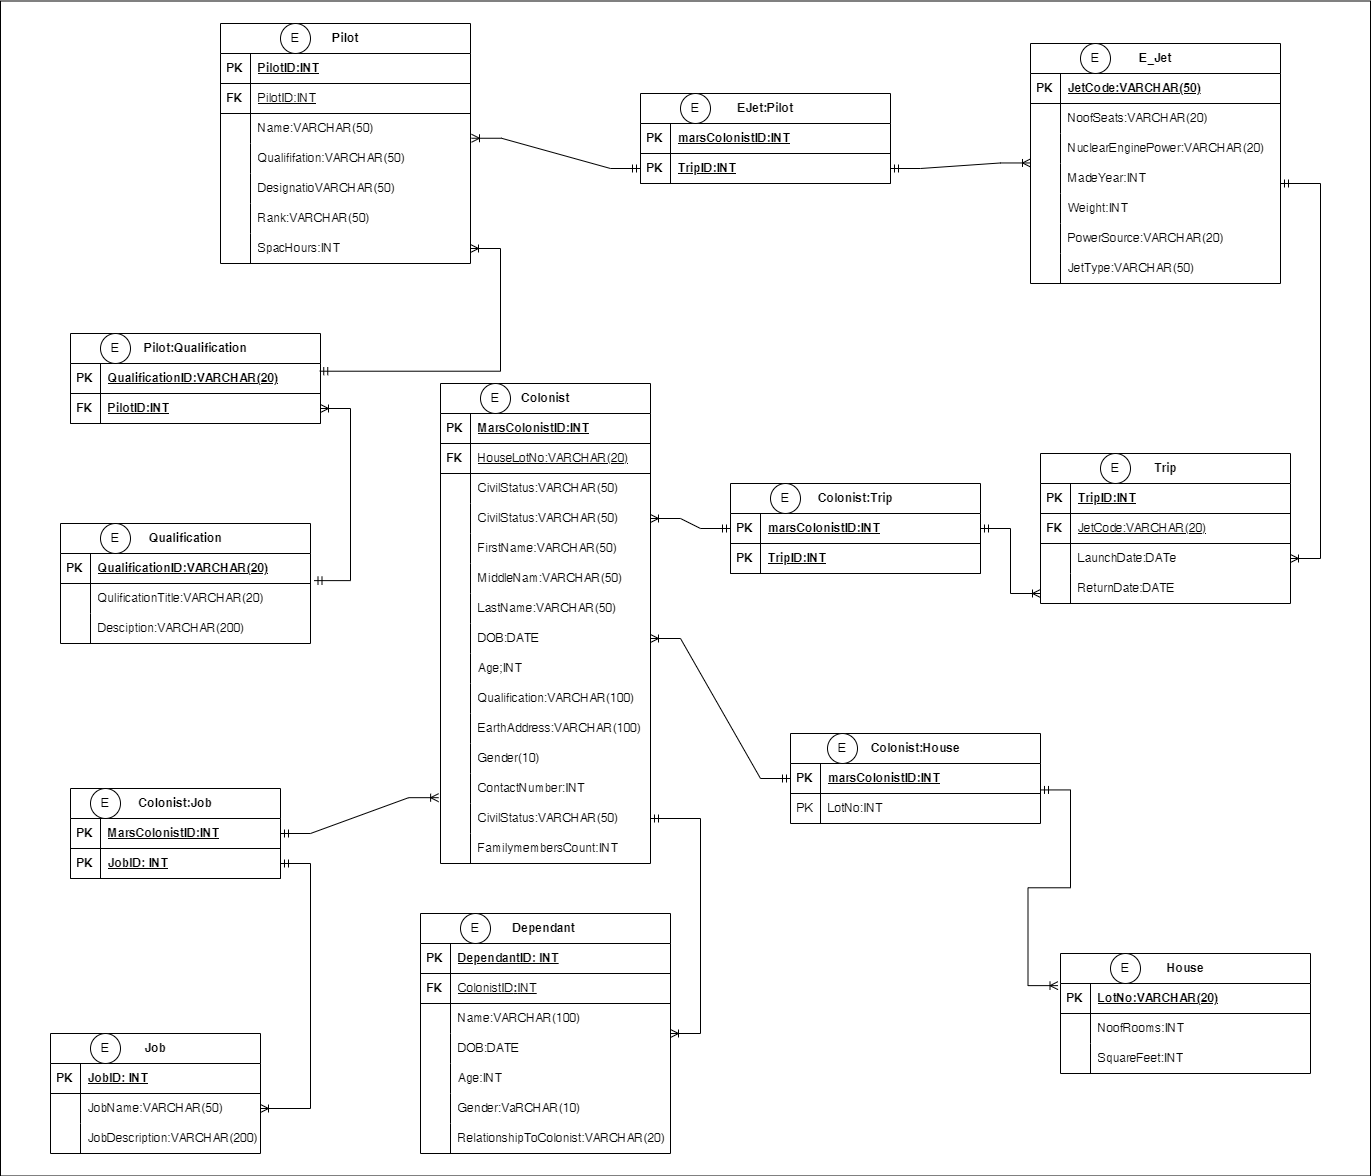 E Pilot
PK PilotID:INT
FK PilotID:INT
Name:VARCHAR(50)
Qualififation:VARCHAR(50)
DesignatioVARCHAR(50)
Rank:VARCHAR(50)
SpacHours:INT
E EJet:Pilot
PK marsColonistID:INT
PK TripID:INT
E E_Jet
PK JetCode:VARCHAR(50)
NoofSeats:VARCHAR(20)
NuclearEnginePower:VARCHAR(20)
MadeYear:INT
Weight:INT
PowerSource:VARCHAR(20)
JetType:VARCHAR(50)
E Pilot:Qualification
PK QualificationID:VARCHAR(20)
FK PilotID:INT
E Qualification
PK QualificationID:VARCHAR(20)
QulificationTitle:VARCHAR(20)
Desciption:VARCHAR(200)
E Colonist
PK MarsColonistID:INT
FK HouseLotNo:VARCHAR(20)
CivilStatus:VARCHAR(50)
CivilStatus:VARCHAR(50)
FirstName:VARCHAR(50)
MiddleNam:VARCHAR(50)
LastName:VARCHAR(50)
DOB:DATE
Age;INT
Qualification:VARCHAR(100)
EarthAddress:VARCHAR(100)
Gender(10)
ContactNumber:INT
CivilStatus:VARCHAR(50)
FamilymembersCount:INT
E Colonist:Trip
PK marsColonistID:INT
PK TripID:INT
E Trip
PK TripID:INT
FK JetCode:VARCHAR(20)
LaunchDate:DATe
ReturnDate:DATE
E Colonist:House
PK marsColonistID:INT
PK LotNo:INT
E Colonist:Job
PK MarsColonistID:INT
PK JobID: INT
E Dependant
PK DependantID: INT
FK ColonistID:INT
Name:VARCHAR(100)
DOB:DATE
Age:INT
Gender:VaRCHAR(10)
RelationshipToColonist:VARCHAR(20)
E House
PK LotNo:VARCHAR(20)
NoofRooms:INT
SquareFeet:INT
E Job
PK JobID: INT
JobName:VARCHAR(50)
JobDescription:VARCHAR(200)